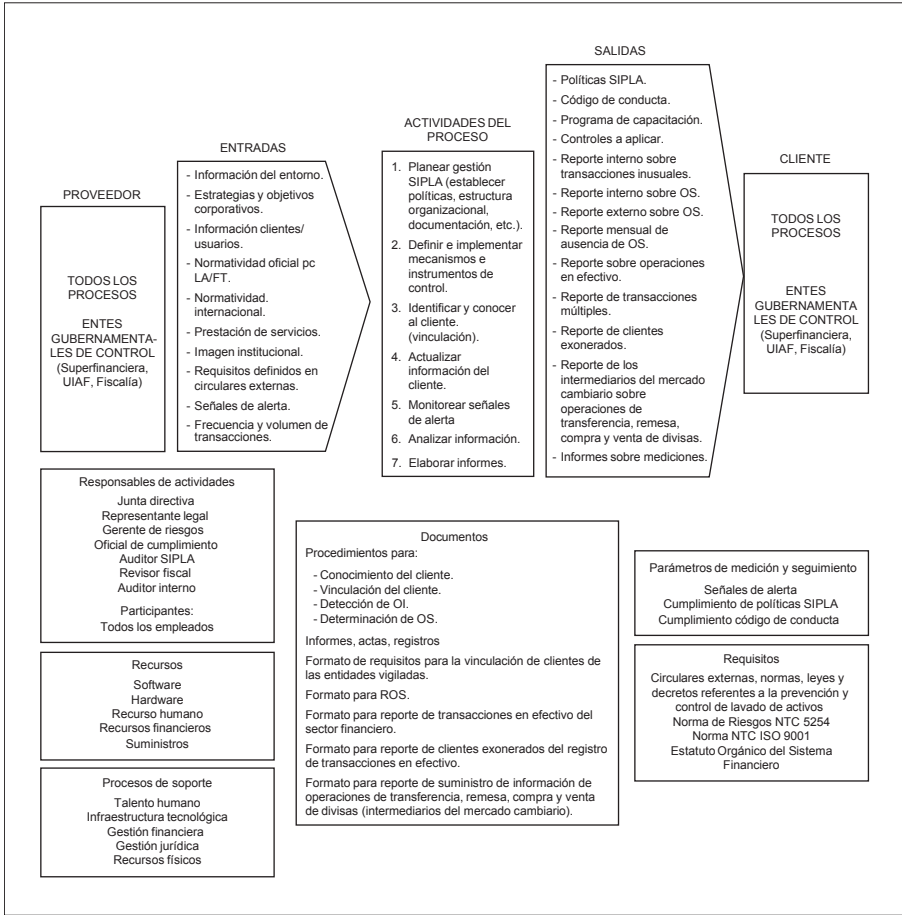 PROVEEDOR
TODOS LOS
PROCESOS
ENTES
GUBERNAMENTA-
LES DE CONTROL
(Superfinanciera,
UIAF, Fiscalía)
ENTRADAS
- Información del entorno.
- Estrategias y objetivos
corporativos.
- Información clientes/
usuarios.
- Normatividad oficial pc
LA/FT.
- Normatividad.
internacional.
- Prestación de servicios.
- Imagen institucional.
- Requisitos definidos en
circulares externas.
- Señales de alerta.
- Frecuencia y volumen de
transacciones.
ACTIVIDADES DEL
PROCESO
1. Planear gestión
SIPLA (establecer
políticas, estructura
organizacional,
documentación, etc.).
2. Definir e implementar
mecanismos e
instrumentos de
control.
3. Identificar y conocer
al cliente.
(vinculación).
4. Actualizar
información del
cliente.
5. Monitorear señales
de alerta
6. Analizar información.
7. Elaborar informes.
SALIDAS
- Políticas SIPLA.
- Código de conducta.
- Programa de capacitación.
- Controles a aplicar.
- Reporte interno sobre
transacciones inusuales.
- Reporte interno sobre OS.
- Reporte externo sobre OS.
- Reporte mensual de
ausencia de OS.
- Reporte sobre operaciones
en efectivo.
- Reporte de transacciones
múltiples.
- Reporte de clientes
exonerados.
- Reporte de los
intermediarios del mercado
cambiario sobre
operaciones de
transferencia, remesa,
compra y venta de divisas.
- Informes sobre mediciones.
CLIENTE
TODOS LOS
PROCESOS
ENTES
GUBERNAMENTA
LES DE CONTROL
(Superfinanciera,
UIAF, Fiscalía)
Responsables de actividades
Junta directiva
Representante legal
Gerente de riesgos
Oficial de cumplimiento
Auditor SIPLA
Revisor fiscal
Auditor interno
Participantes:
Todos los empleados
Recursos
Software
Hardware
Recurso humano
Recursos financieros
Suministros
Procesos de soporte
Talento humano
Infraestructura tecnológica
Gestión financiera
Gestión jurídica
Recursos físicos
Documentos
Procedimientos para:
- Conocimiento del cliente.
- Vinculación del cliente.
- Detección de OI.
- Determinación de OS.
Informes, actas, registros
Formato de requisitos para la vinculación de clientes de
las entidades vigiladas.
Formato para ROS.
Formato para reporte de transacciones en efectivo del
sector financiero.
Formato para reporte de clientes exonerados del registro
de transacciones en efectivo.
Formato para reporte de suministro de información de
operaciones de transferencia, remesa, compra y venta
de divisas (intermediarios del mercado cambiario).
Parámetros de medición y seguimiento
Señales de alerta
Cumplimiento de políticas SIPLA
Cumplimiento código de conducta
Requisitos
Circulares externas, normas, leyes y
decretos referentes a la prevención y
control de lavado de activos
Norma de Riesgos NTC 5254
Norma NTC ISO 9001
Estatuto Orgánico del Sistema
Financiero